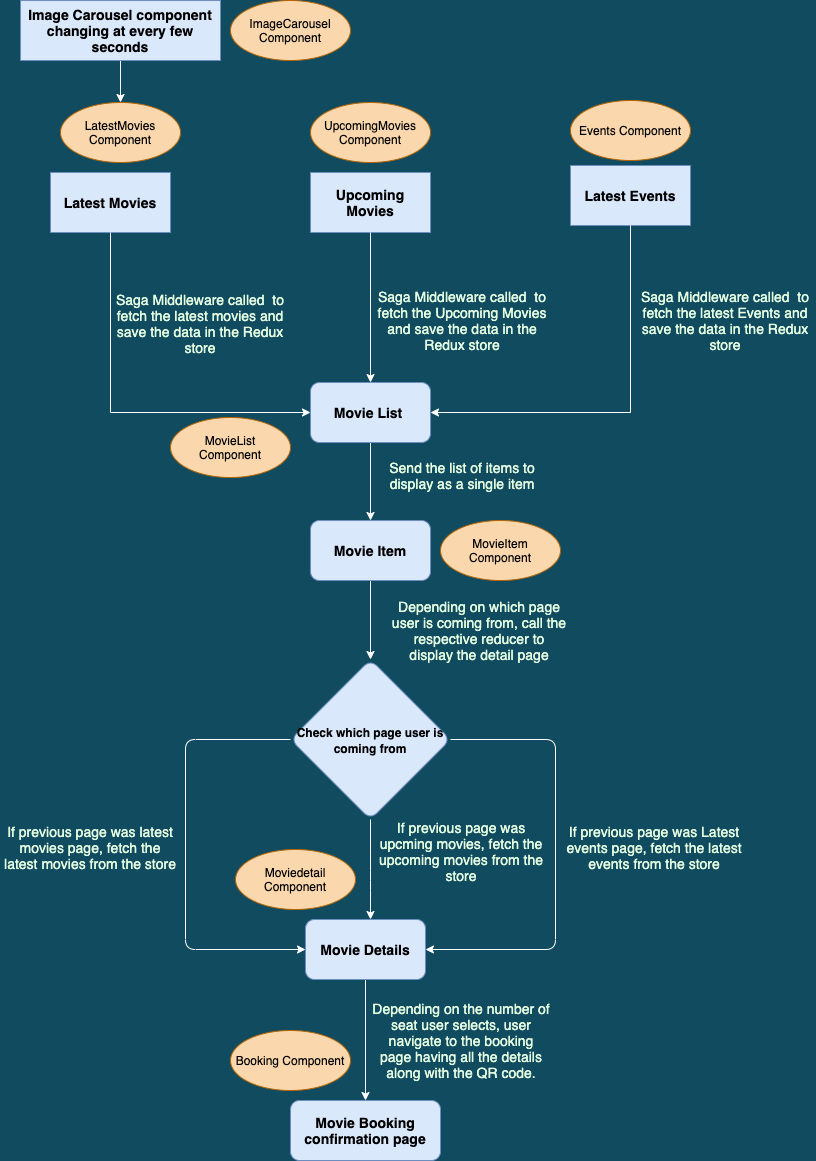 Image Carousel component
changing at every few
seconds
ImageCarousel
Component
LatestMovies
Component
UpcomingMovies
Component
Events Component
Latest Movies
Upcoming
Movies
Latest Events
Saga Middleware called  to
fetch the latest movies and
save the data in the Redux
store
Saga Middleware called  to
fetch the Upcoming Movies
and save the data in the
Redux store
Saga Middleware called  to
fetch the latest Events and
save the data in the Redux
store
Movie List
MovieList
Component
Send the list of items to
display as a single item
Movie Item
MovieItem
Component
Depending on which page
user is coming from, call the
respective reducer to
display the detail page
Check which page user is
coming from
If previous page was latest
movies page, fetch the
latest movies from the store
If previous page was
upcming movies, fetch the
upcoming movies from the
store
If previous page was Latest
events page, fetch the latest
events from the store
Moviedetail
Component
Movie Details
Depending on the number of
seat user selects, user
navigate to the booking
page having all the details
along with the QR code.
Booking Component
Movie Booking
confirmation page